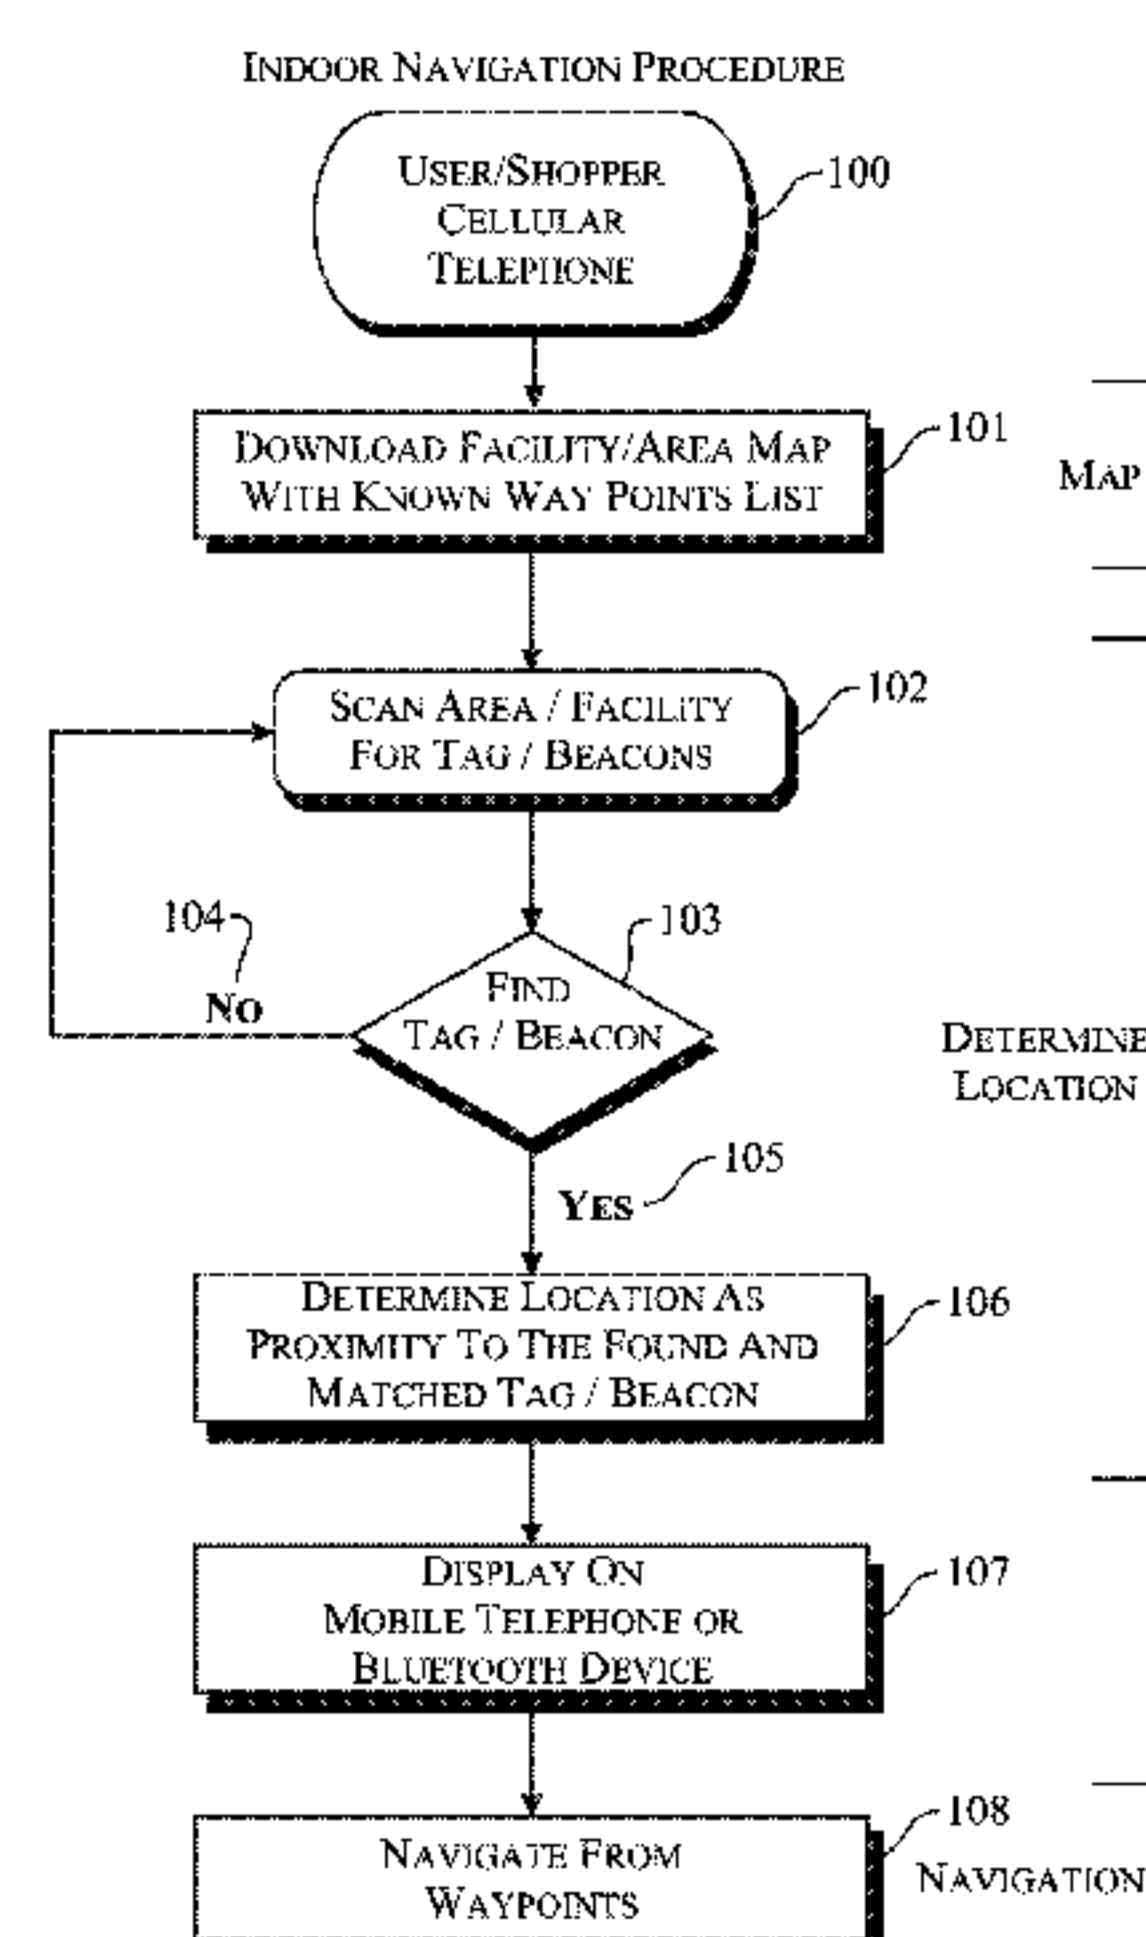 INDOOR NAVIGATION PROCEDURE
USER/SHOPPER
CELLULAR
TELEPHONE
100
DOWNLOAD FACILITY/AREA MAP
WITH KNOWN WAY POINTS LIST
101
MAP
SCAN AREA / FACILITY
FOR TAG / BEACONS
102
104
NO
103
FIND
TAG / BEACON
DETERMINE
LOCATION
105
YES
DETERMINE LOCATION AS
PROXIMITY TO THE FOUND AND
MATCHED TAG / BEACON
106
DISPLAY ON
MOBILE TELEPHONE OR
BLUETOOTH DEVICE
107
NAVIGATE FROM
WAYPOINTS
108
NAVIGATION